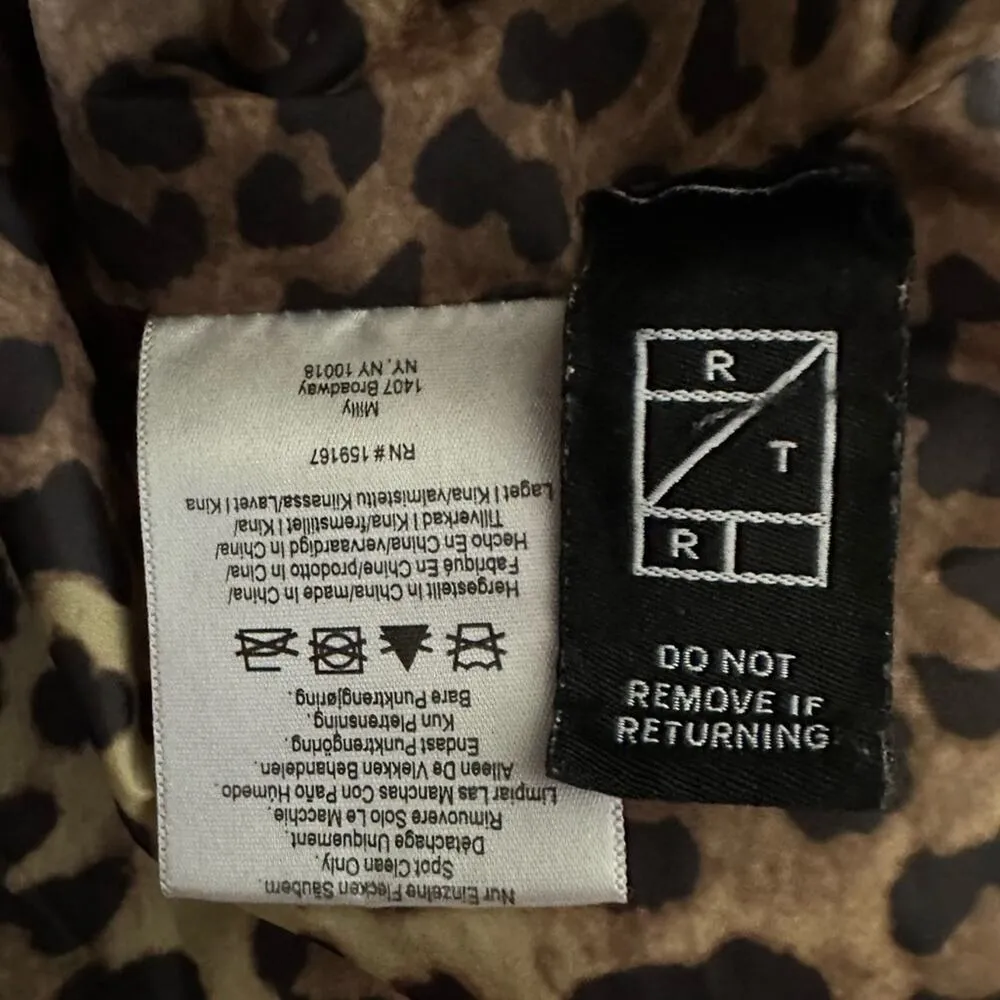 Nur Einzelne Flecken Säubern.
Spot Clean Only.
Détachage Uniquement.
Rimuovere Solo Le Macchie.
Limpiar Las Manchas Con Paño Húmedo.
Alleen De Vlekken Behandelen.
Endast Punktrengöring.
Kun Pletrensning.
Bare Punktrengjøring.
Hergestellt In China/made In China/
Fabriqué En Chine/prodotto In Cina/
Hecho En China/vervaardigd In China/
Tillverkad I Kina/fremstillet I Kina/
Laget I Kina/valmistettu Kiinassa/Lavet I Kina
RN # 159167
Milly
1407 Broadway
NY, NY 10018
R
T
R
DO NOT
REMOVE IF
RETURNING